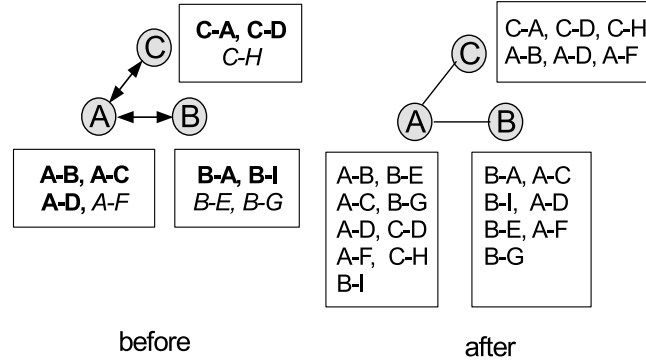 C
C-A, C-D
C-H
A
B
A-B, A-C
A-D, A-F
B-A, B-I
B-E, B-G
before
C
C-A, C-D, C-H
A-B, A-D, A-F
A
B
A-B, B-E
A-C, B-G
A-D, C-D
A-F, C-H
B-I
B-A, A-C
B-I, A-D
B-E, A-F
B-G
after